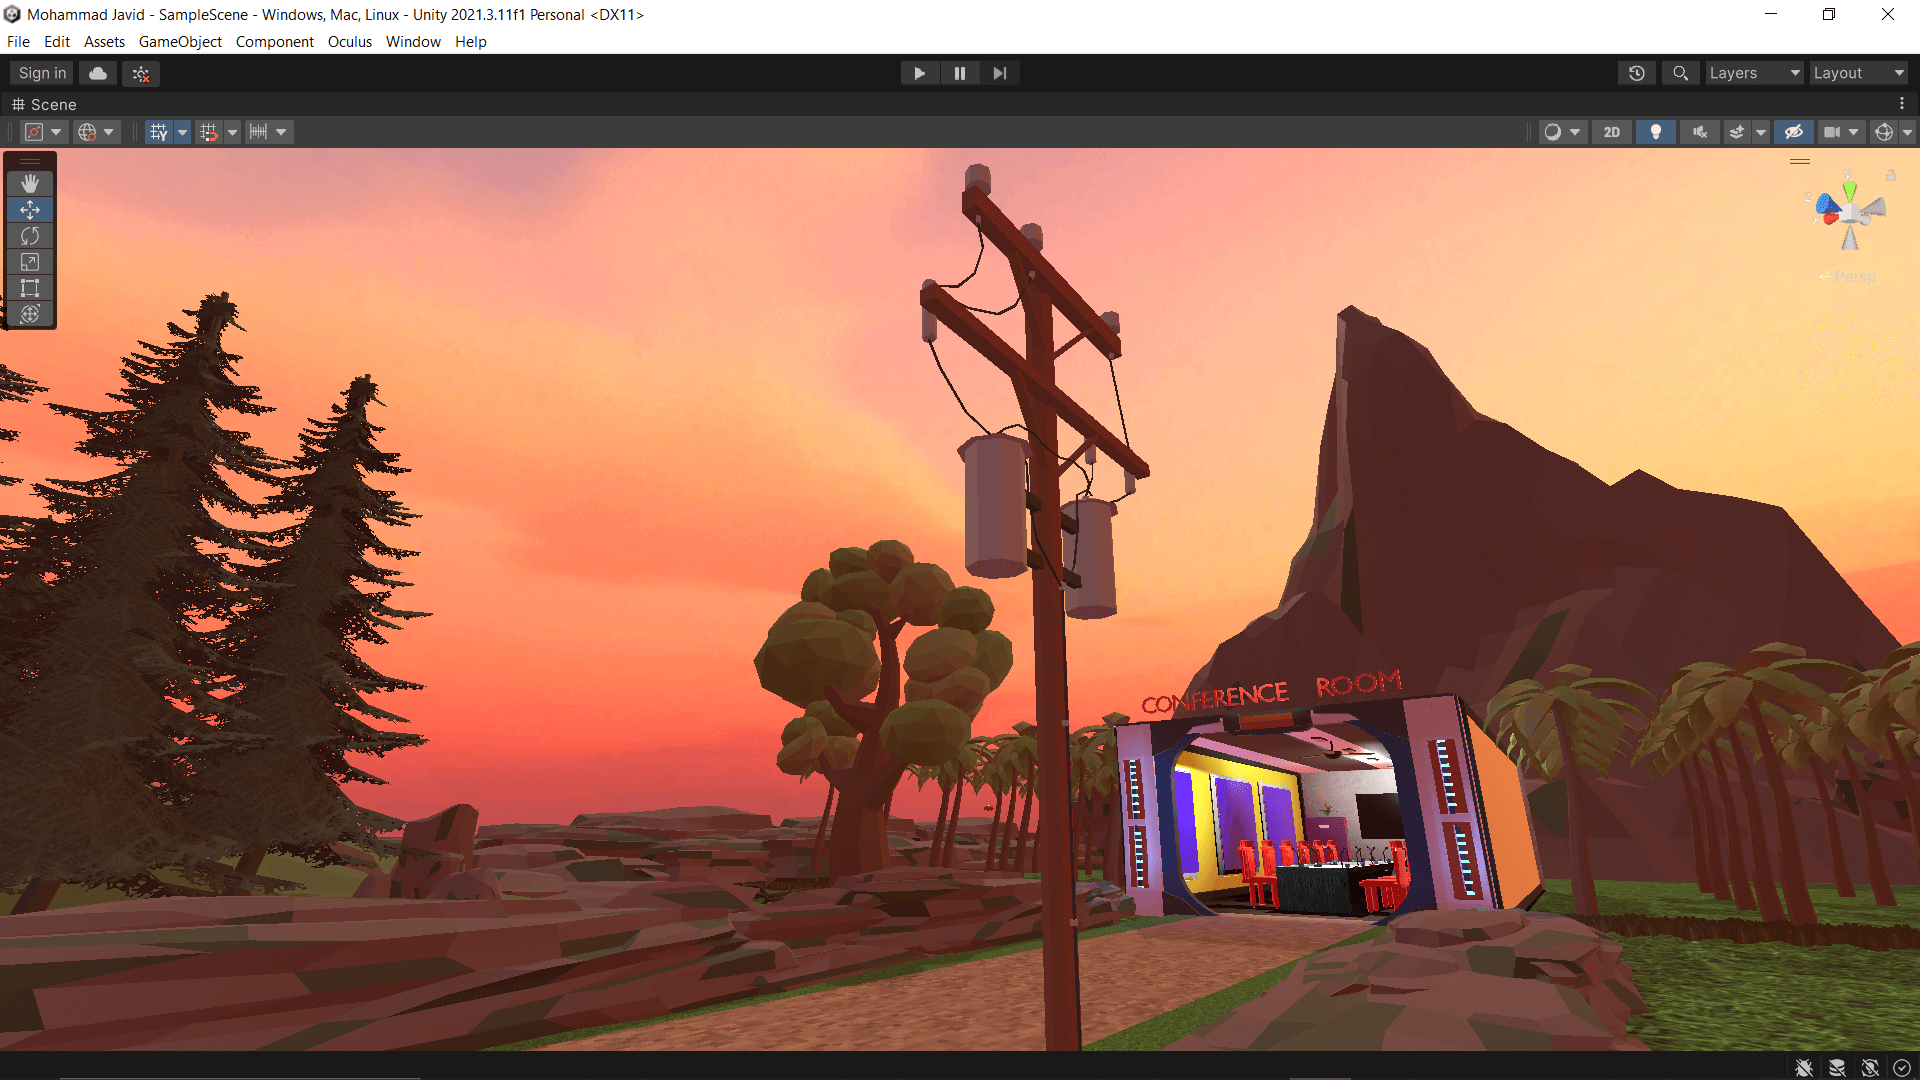 Mohammad Javid - SampleScene - Windows, Mac, Linux - Unity 2021.3.11f1 Personal <DX11>
File Edit Assets GameObject Component Oculus Window Help
Sign in Layers Layout
Scene
2D
y
z
x
Persp
CONFERENCE ROOM